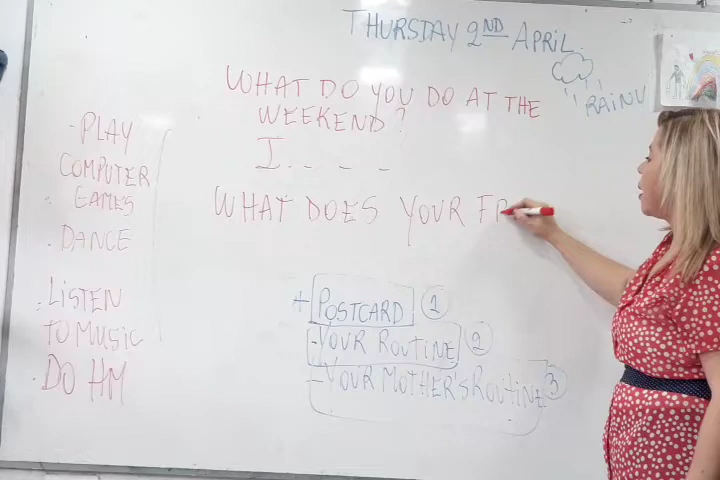 THURSDAY 2ND APRIL
RAINY
WHAT DO YOU DO AT THE
WEEKEND?
I. - - -
WHAT DOES YOUR FR
- PLAY
COMPUTER
GAMES
. DANCE
. LISTEN
TO MUSIC
. DO HM
+ POSTCARD 1
- YOUR ROUTINE 2
- YOUR MOTHER'S ROUTINE 3